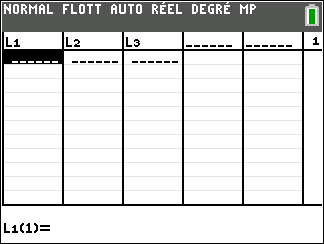 NORMAL FLOTT AUTO RÉEL DEGRÉ MP
L1 L2 L3 ------ ------ 1
------ ------ ------
L1(1)=